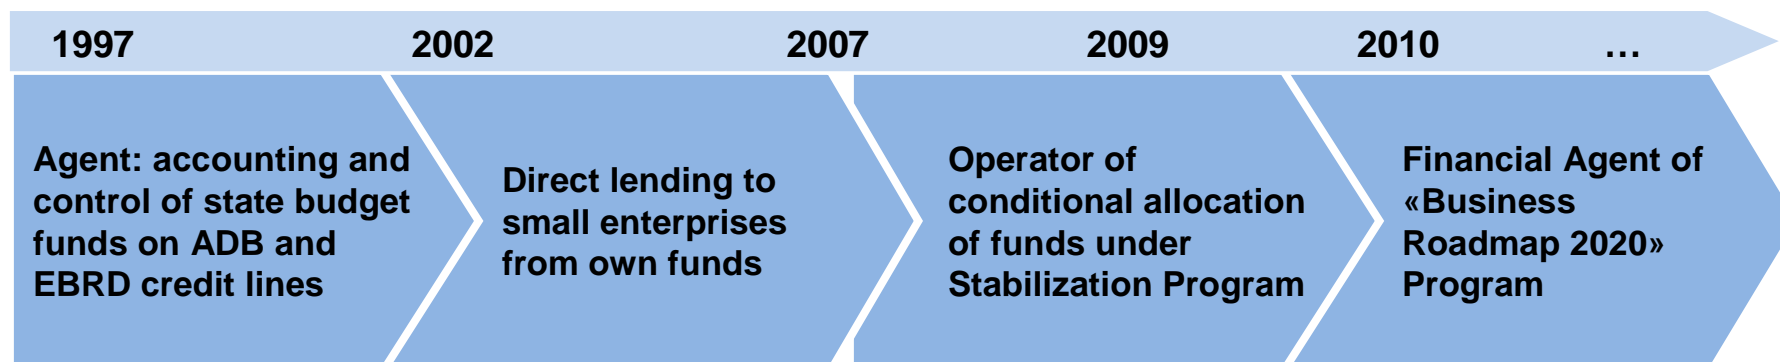 1997 2002 2007 2009 2010 …
Agent: accounting and
control of state budget
funds on ADB and
EBRD credit lines
Direct lending to
small enterprises
from own funds
Operator of
conditional allocation
of funds under
Stabilization Program
Financial Agent of
«Business
Roadmap 2020»
Program